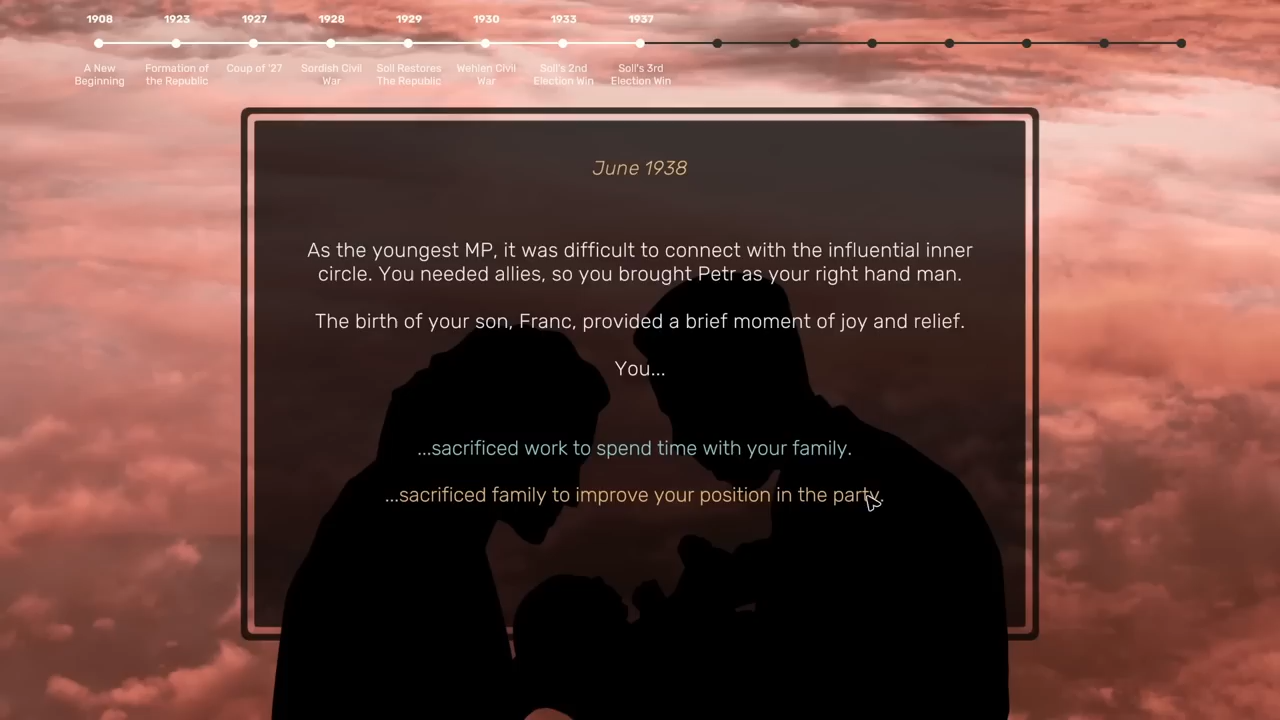 1908 1923 1927 1928 1929 1930 1933 1937
A New Beginning
Formation of the Republic
Coup of '27
Sordish Civil War
Soll Restores The Republic
Wehlen Civil War
Soll's 2nd Election Win
Soll's 3rd Election Win
June 1938
As the youngest MP, it was difficult to connect with the influential inner
circle. You needed allies, so you brought Petr as your right hand man.
The birth of your son, Franc, provided a brief moment of joy and relief.
You...
...sacrificed work to spend time with your family.
...sacrificed family to improve your position in the party.